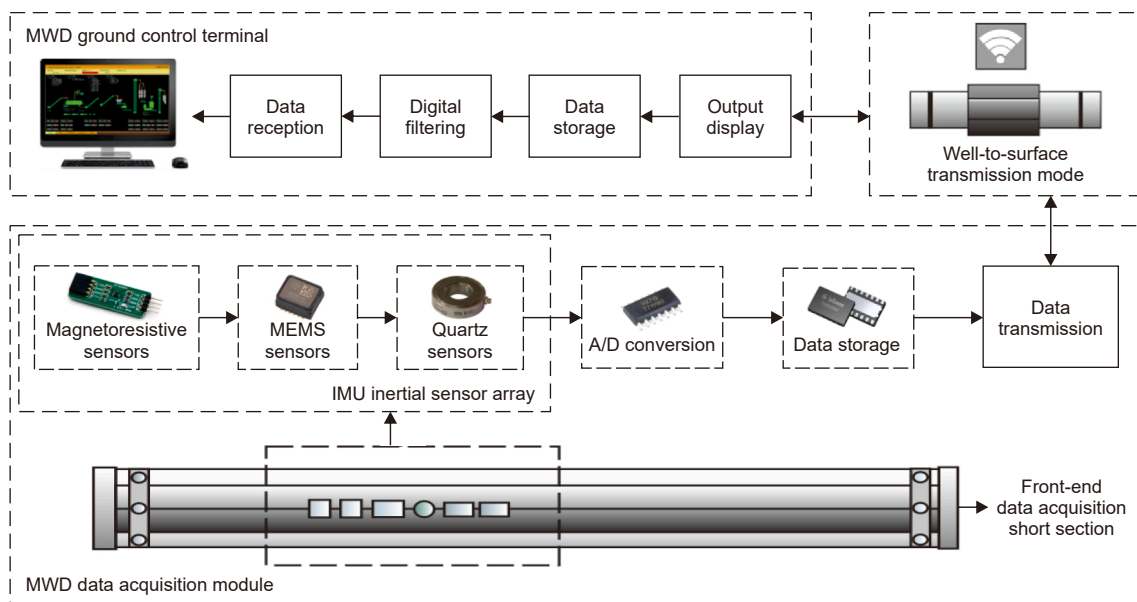 MWD ground control terminal
Data
reception
Digital
filtering
Data
storage
Output
display
Well-to-surface
transmission mode
Magnetoresistive
sensors
MEMS
sensors
Quartz
sensors
A/D conversion
Data storage
Data
transmission
IMU inertial sensor array
Front-end
data acquisition
short section
MWD data acquisition module